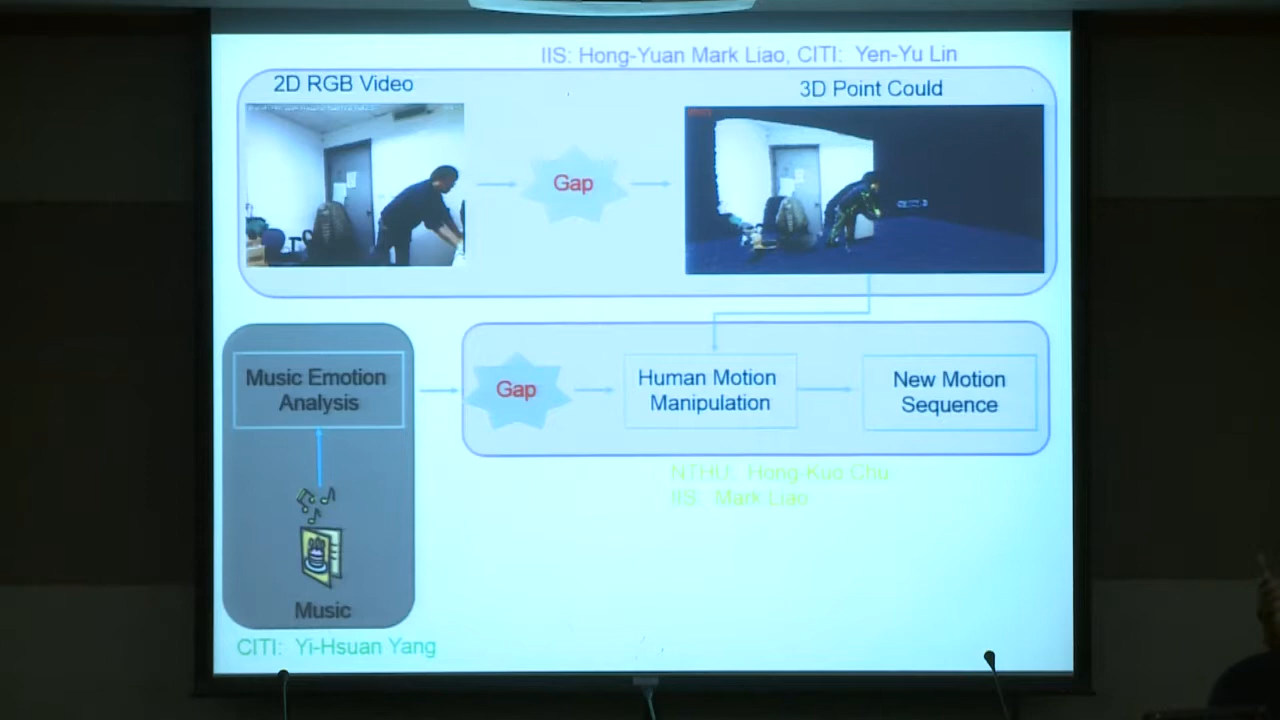 IIS: Hong-Yuan Mark Liao, CITI: Yen-Yu Lin
2D RGB Video
3D Point Could
Gap
Music Emotion
Analysis
Gap
Human Motion
Manipulation
New Motion
Sequence
NTHU: Hong-Kuo Chu
IIS: Mark Liao
Music
CITI: Yi-Hsuan Yang